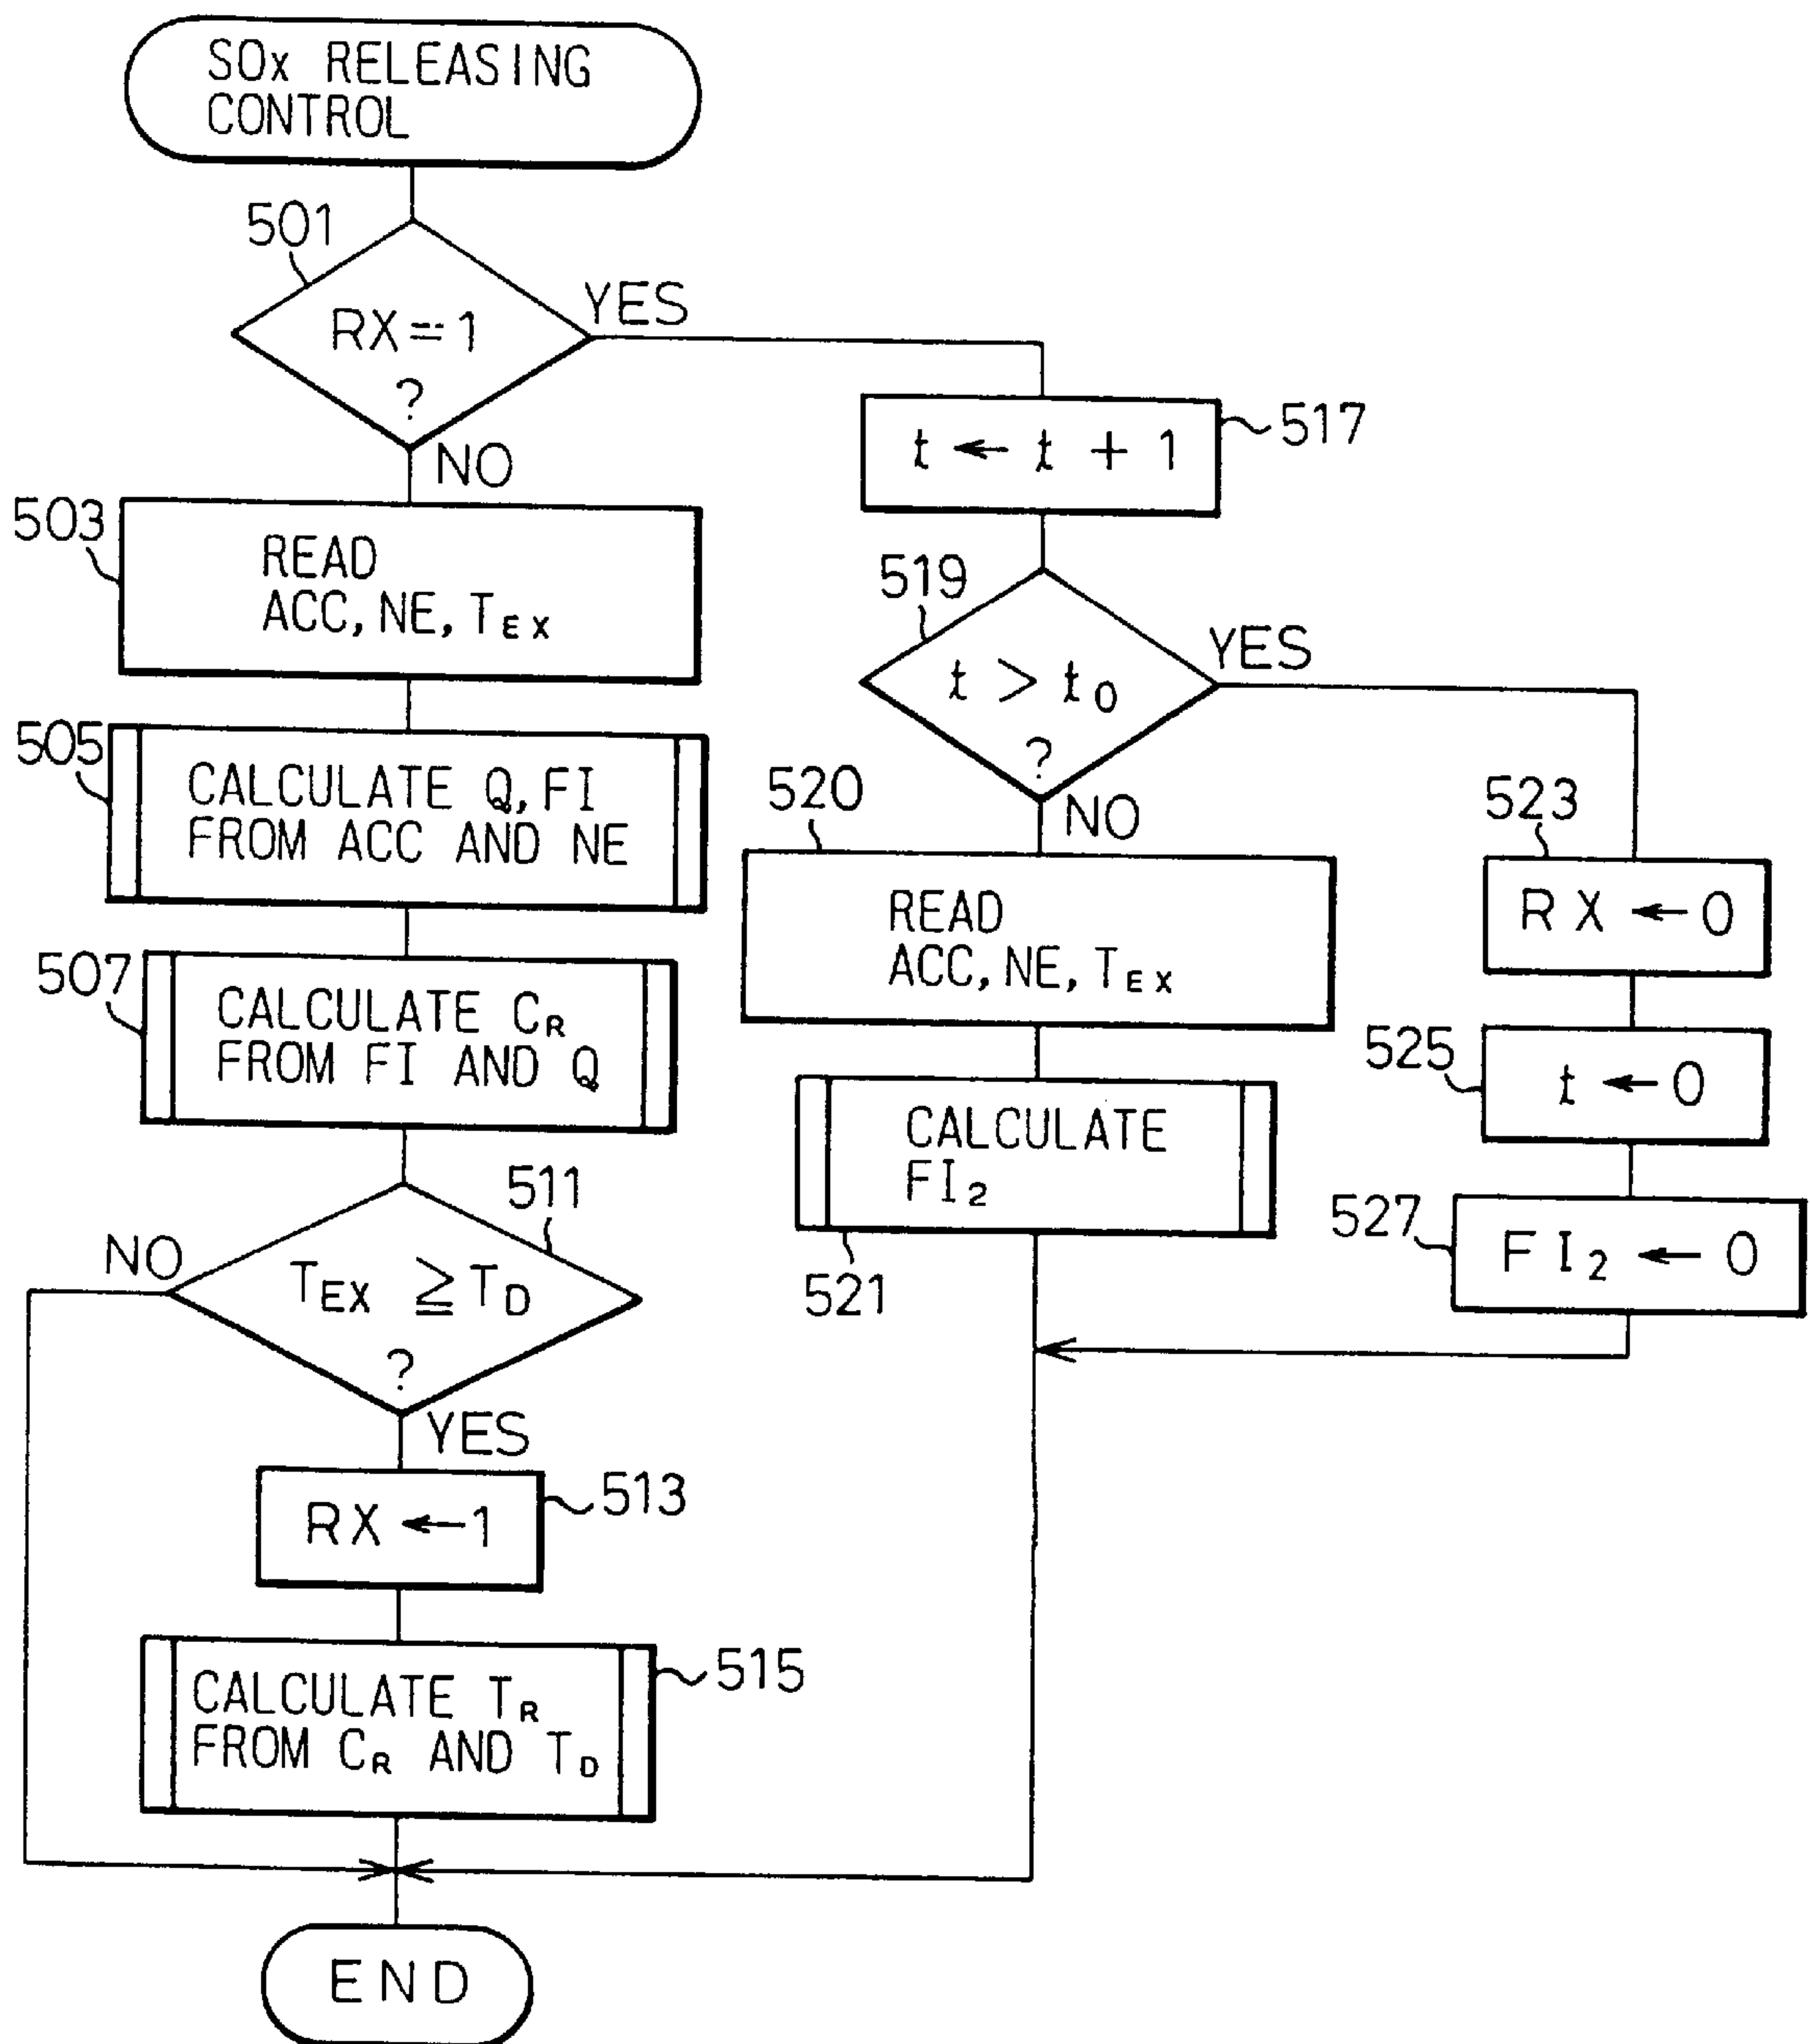 SOx RELEASING
CONTROL
501
RX=1
?
YES
NO
503
READ
ACC, NE, TEX
505
CALCULATE Q, FI
FROM ACC AND NE
507
CALCULATE CR
FROM FI AND Q
511
NO
TEX ≧ TD
?
YES
513
RX ← 1
515
CALCULATE TR
FROM CR AND TD
END
517
t ← t + 1
519
t > t0
?
YES
NO
520
READ
ACC, NE, TEX
521
CALCULATE
FI2
523
RX ← 0
525
t ← 0
527
FI2 ← 0